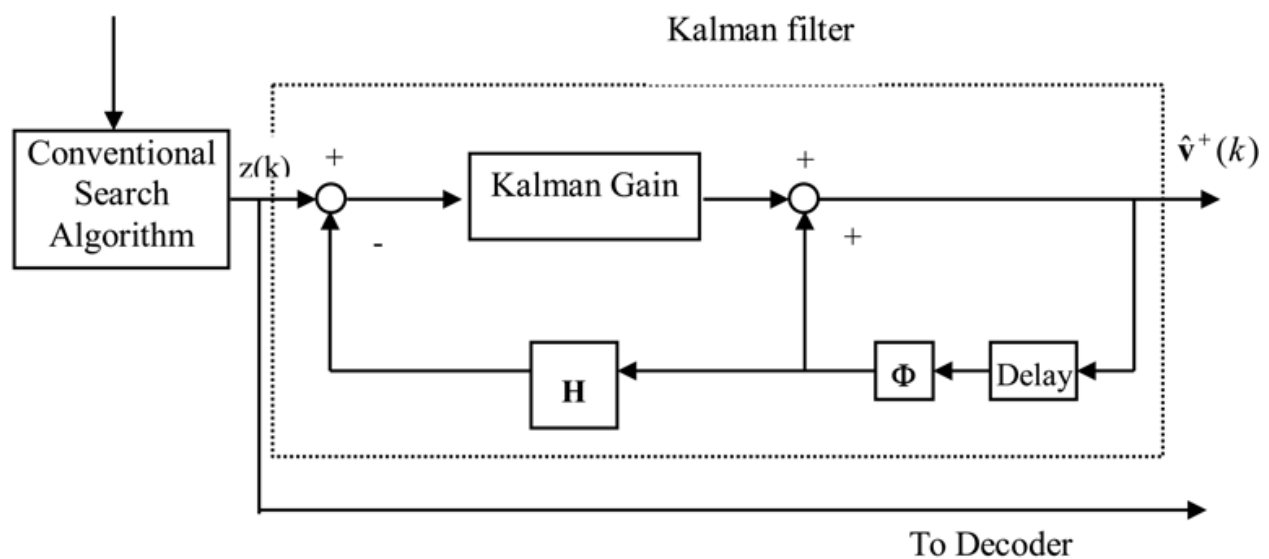 Kalman filter
Conventional
Search
Algorithm
z(k)
+
-
Kalman Gain
+
+
v̂⁺(k)
H
Φ
Delay
To Decoder